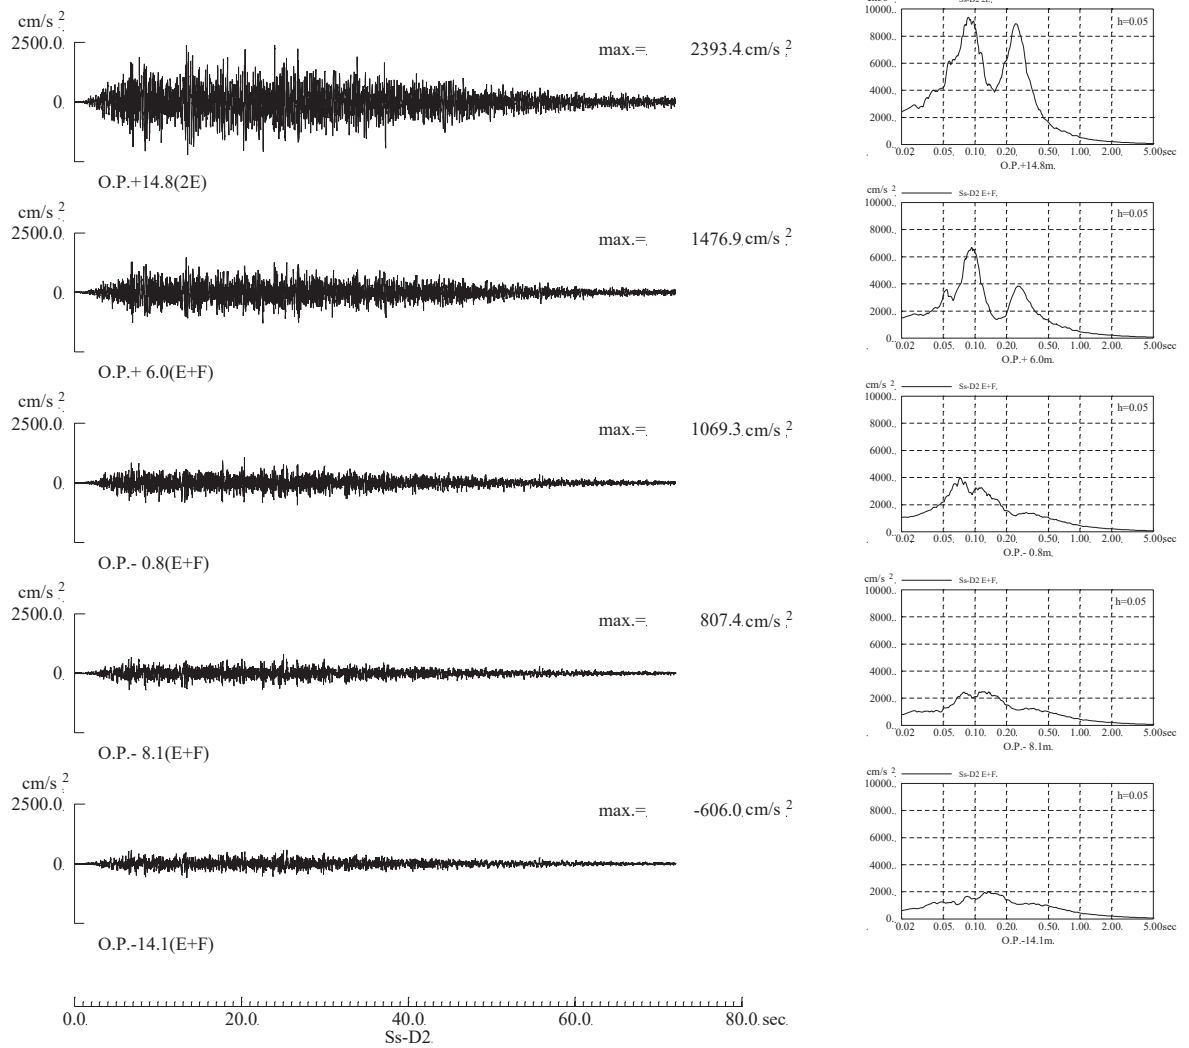 cm/s 2
2500.0
0
max.= 2393.4 cm/s 2
O.P.+14.8(2E)
cm/s 2
2500.0
0
max.= 1476.9 cm/s 2
O.P.+ 6.0(E+F)
cm/s 2
2500.0
0
max.= 1069.3 cm/s 2
O.P.- 0.8(E+F)
cm/s 2
2500.0
0
max.= 807.4 cm/s 2
O.P.- 8.1(E+F)
cm/s 2
2500.0
0
max.= -606.0 cm/s 2
O.P.-14.1(E+F)
0.0 20.0 40.0 60.0 80.0 sec
Ss-D2
10000
h=0.05
8000
6000
4000
2000
0
0.02 0.05 0.10 0.20 0.50 1.00 2.00 5.00sec
O.P.+14.8m
cm/s 2 Ss-D2 E+F
10000
h=0.05
8000
6000
4000
2000
0
0.02 0.05 0.10 0.20 0.50 1.00 2.00 5.00sec
O.P.+ 6.0m
cm/s 2 Ss-D2 E+F
10000
h=0.05
8000
6000
4000
2000
0
0.02 0.05 0.10 0.20 0.50 1.00 2.00 5.00sec
O.P.- 0.8m
cm/s 2 Ss-D2 E+F
10000
h=0.05
8000
6000
4000
2000
0
0.02 0.05 0.10 0.20 0.50 1.00 2.00 5.00sec
O.P.- 8.1m
cm/s 2 Ss-D2 E+F
10000
h=0.05
8000
6000
4000
2000
0
0.02 0.05 0.10 0.20 0.50 1.00 2.00 5.00sec
O.P.-14.1m